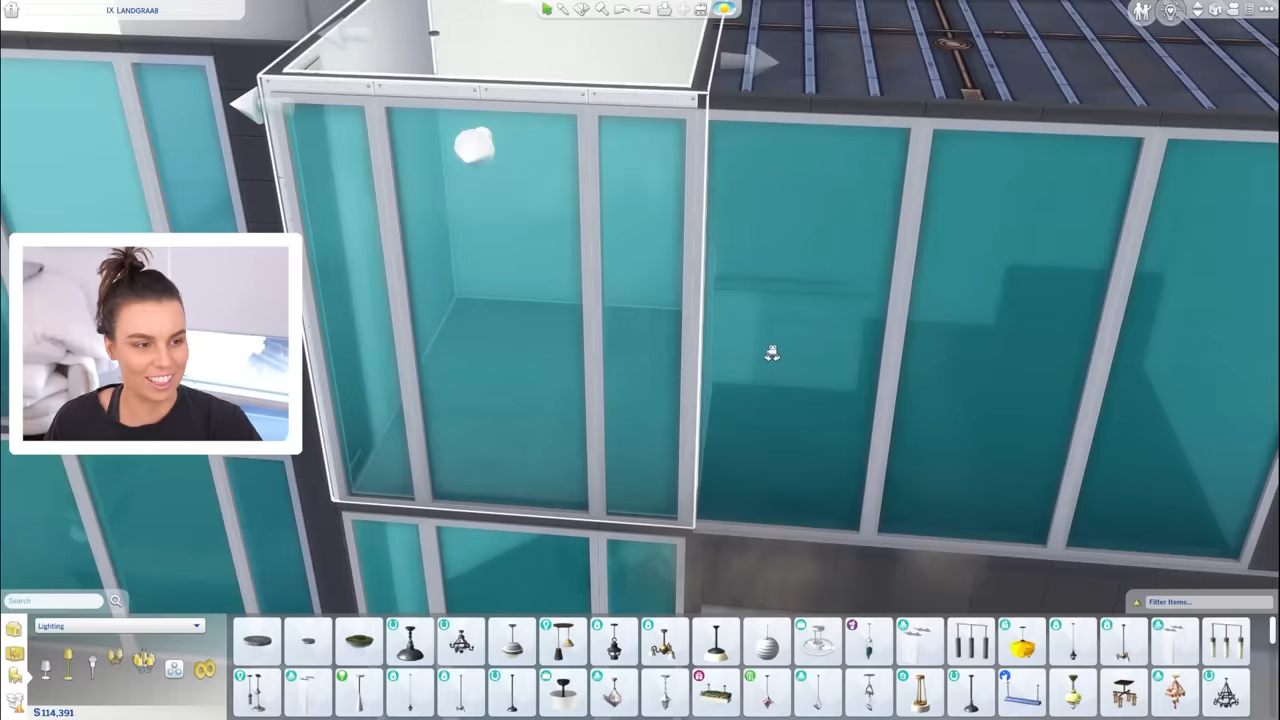 IX LANDGRAAB
Search
Filter Items...
Lighting
§114,391